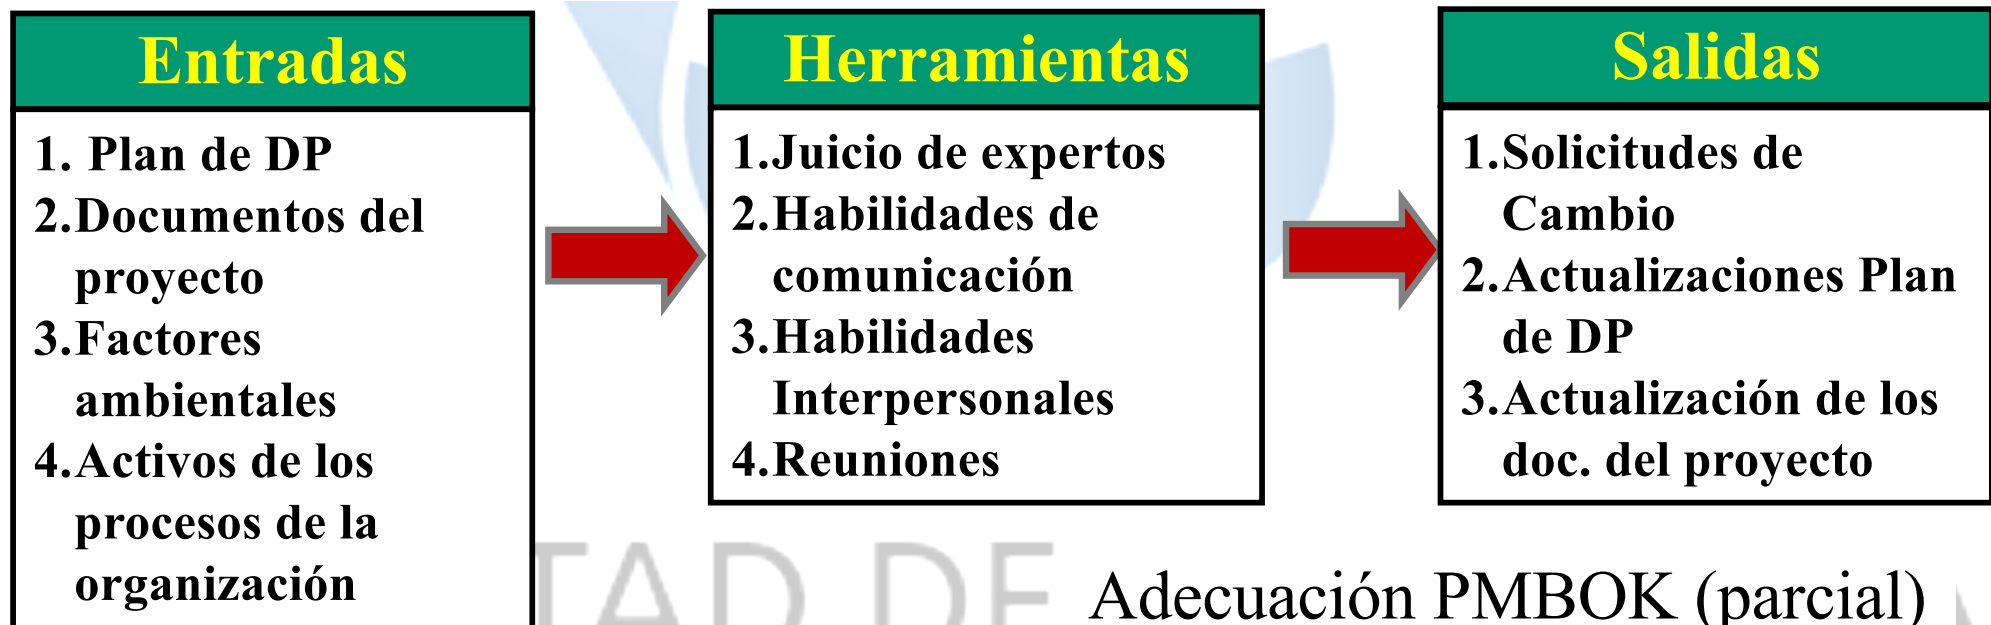 Entradas
1. Plan de DP
2.Documentos del
proyecto
3.Factores
ambientales
4.Activos de los
procesos de la
organización
Herramientas
1.Juicio de expertos
2.Habilidades de
comunicación
3.Habilidades
Interpersonales
4.Reuniones
Salidas
1.Solicitudes de
Cambio
2.Actualizaciones Plan
de DP
3.Actualización de los
doc. del proyecto
TAD DE
Adecuación PMBOK (parcial)